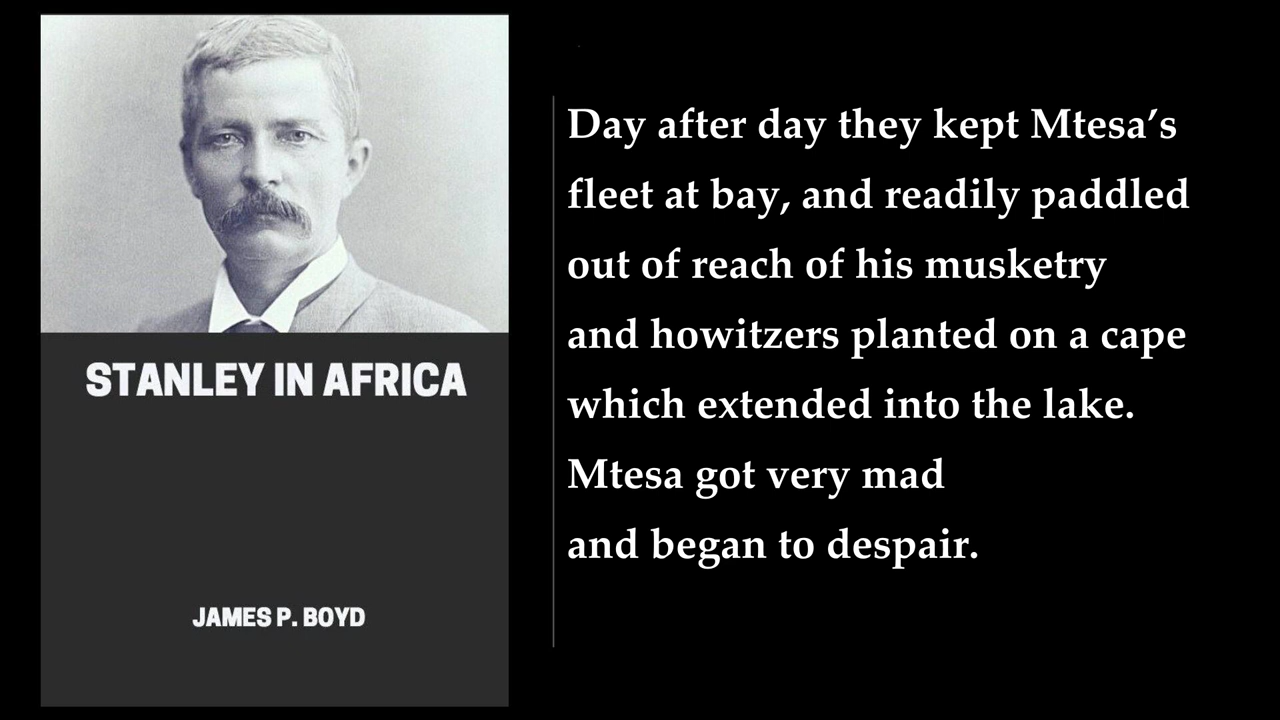 STANLEY IN AFRICA
JAMES P. BOYD
Day after day they kept Mtesa’s
fleet at bay, and readily paddled
out of reach of his musketry
and howitzers planted on a cape
which extended into the lake.
Mtesa got very mad
and began to despair.